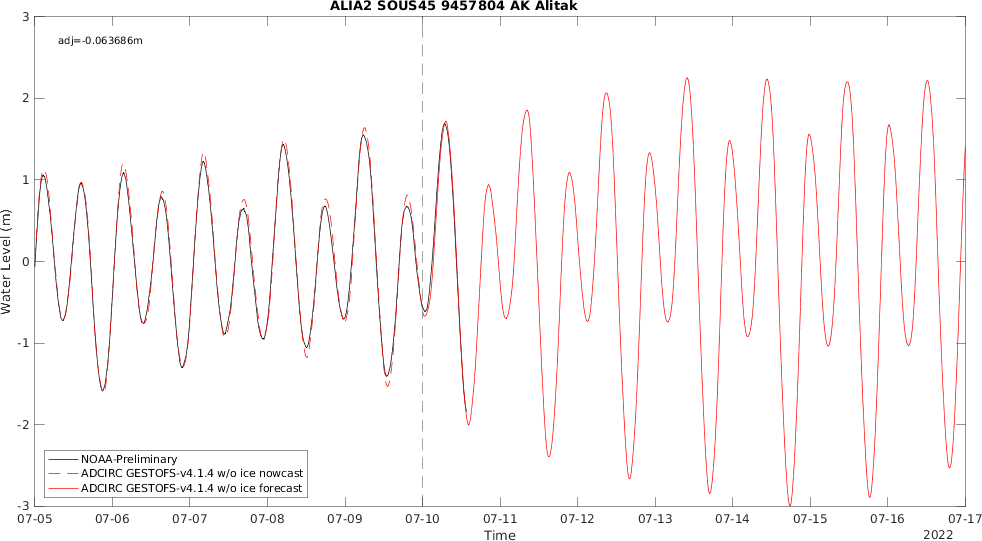 ALIA2 SOUS45 9457804 AK Alitak
adj=-0.063686m
3
2
1
0
-1
-2
-3
Water Level (m)
NOAA-Preliminary
ADCIRC GESTOFS-v4.1.4 w/o ice nowcast
ADCIRC GESTOFS-v4.1.4 w/o ice forecast
07-05 07-06 07-07 07-08 07-09 07-10 07-11 07-12 07-13 07-14 07-15 07-16 07-17
Time
2022